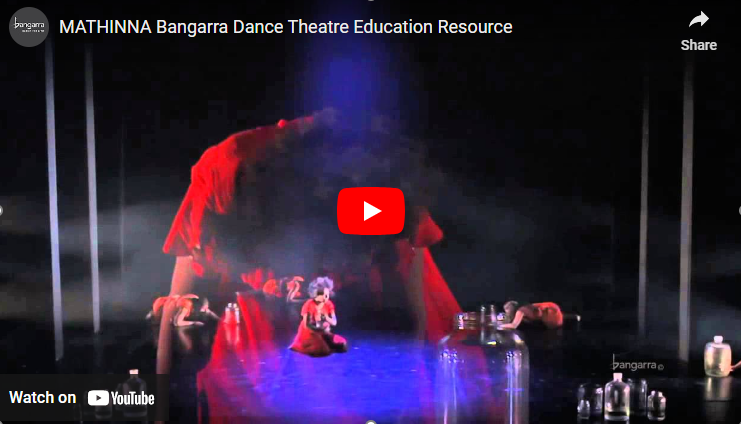 bangarra
MATHINNA Bangarra Dance Theatre Education Resource
Share
bangarra©
Watch on YouTube